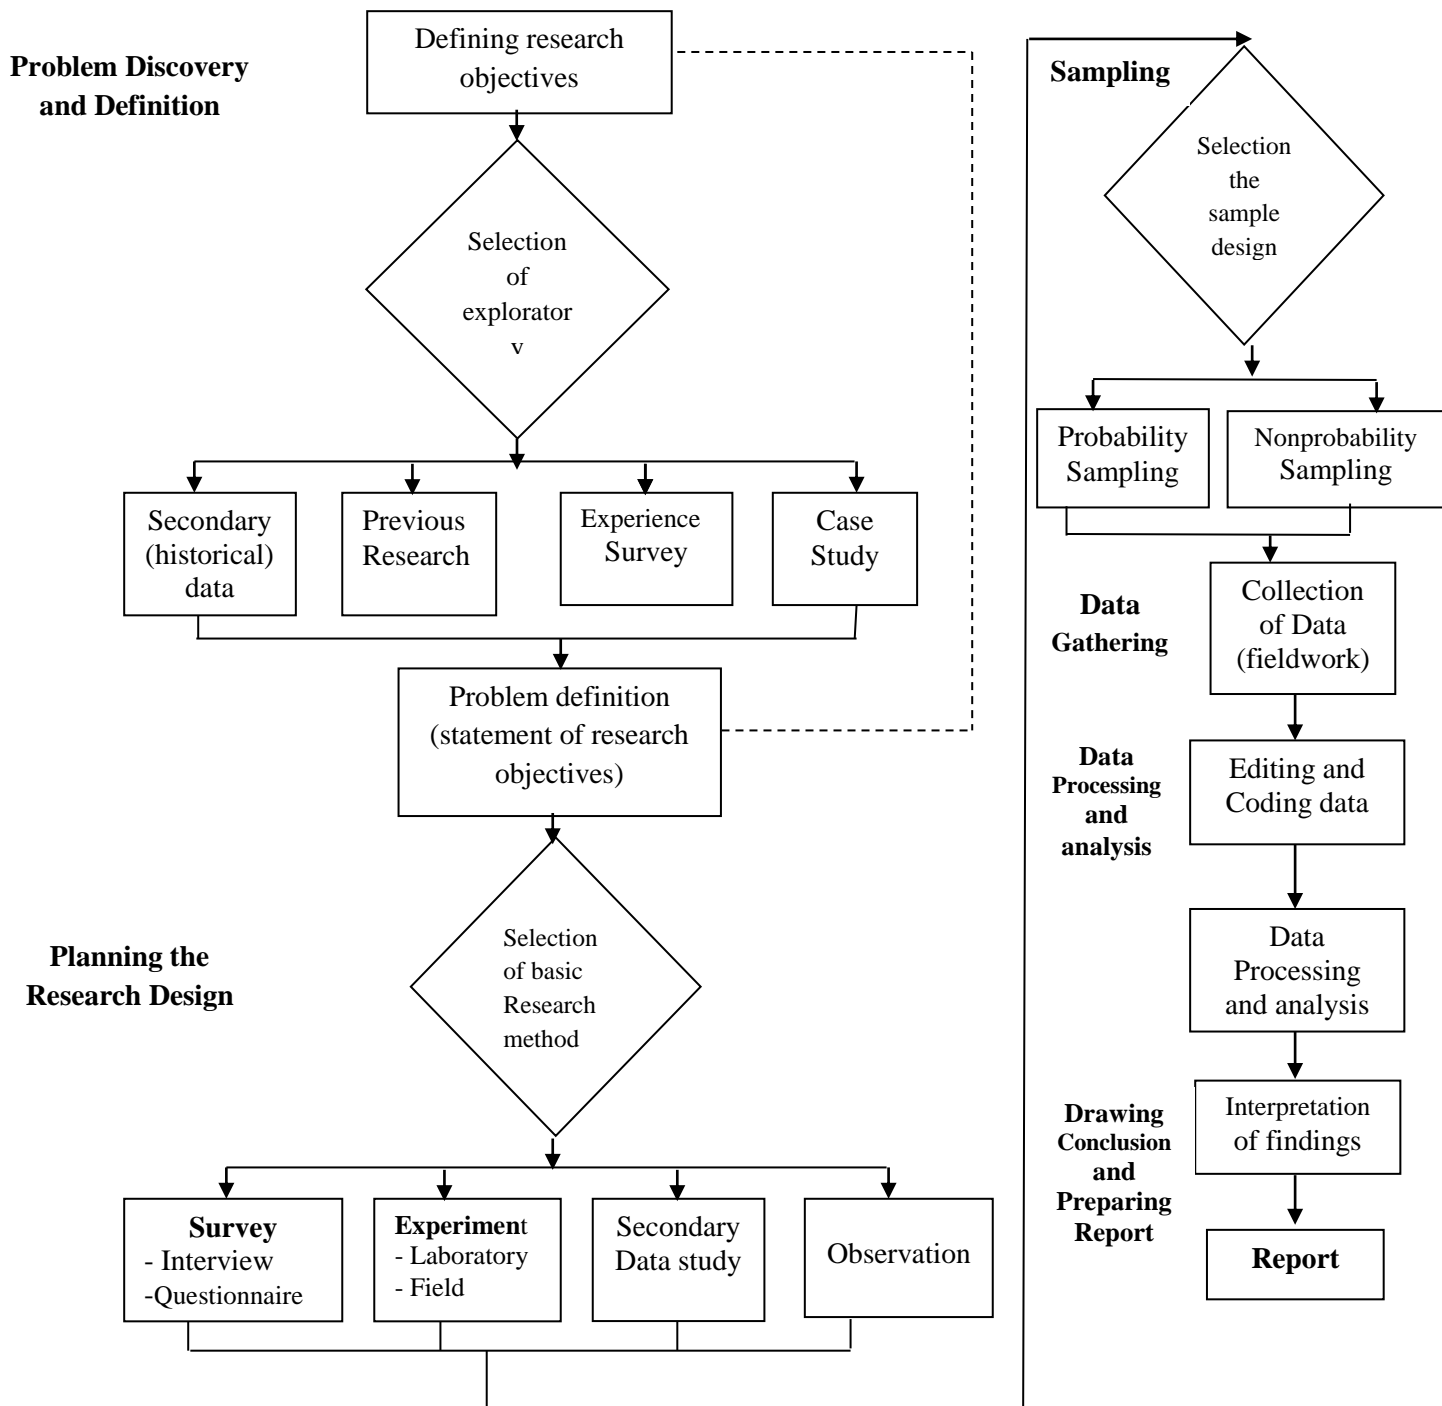 Problem Discovery
and Definition
Defining research
objectives
Selection
of
explorator
v
Secondary
(historical)
data
Previous
Research
Experience
Survey
Case
Study
Problem definition
(statement of research
objectives)
Planning the
Research Design
Selection
of basic
Research
method
Survey
- Interview
-Questionnaire
Experiment
- Laboratory
- Field
Secondary
Data study
Observation
Sampling
Selection
the
sample
design
Probability
Sampling
Nonprobability
Sampling
Data
Gathering
Collection
of Data
(fieldwork)
Data
Processing
and
analysis
Editing and
Coding data
Data
Processing
and analysis
Drawing
Conclusion
and
Preparing
Report
Interpretation
of findings
Report